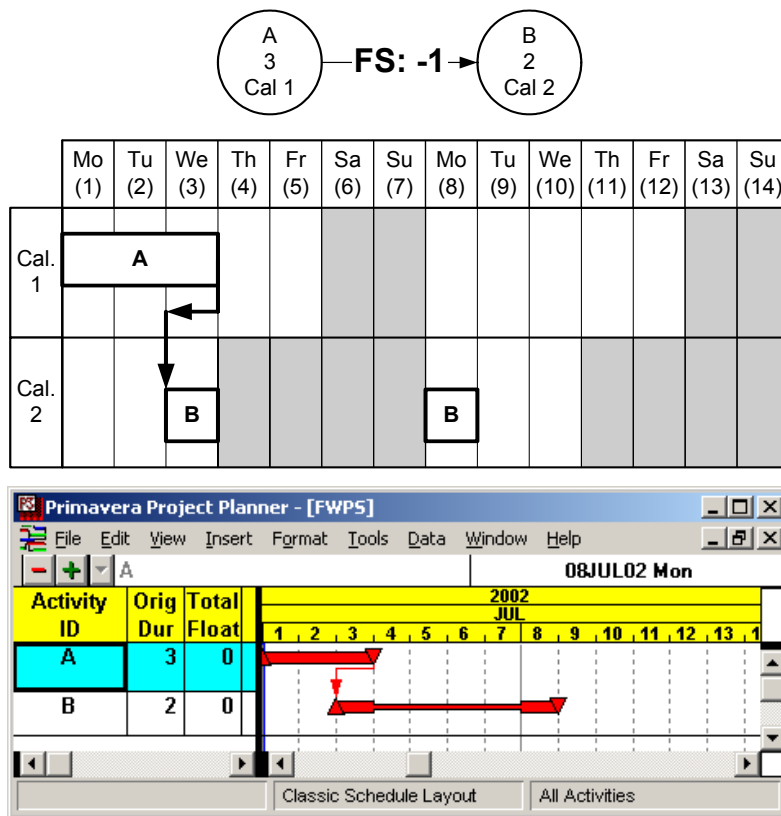 A
3
Cal 1
FS: -1
B
2
Cal 2
Mo Tu We Th Fr Sa Su Mo Tu We Th Fr Sa Su
(1) (2) (3) (4) (5) (6) (7) (8) (9) (10) (11) (12) (13) (14)
Cal. 1
A
Cal. 2
B B
Primavera Project Planner - [FWPS]
File Edit View Insert Format Tools Data Window Help
A 08JUL02 Mon
Activity ID Orig Dur Total Float
2002
JUL
1 2 3 4 5 6 7 8 9 10 11 12 13 1
A 3 0
B 2 0
Classic Schedule Layout All Activities